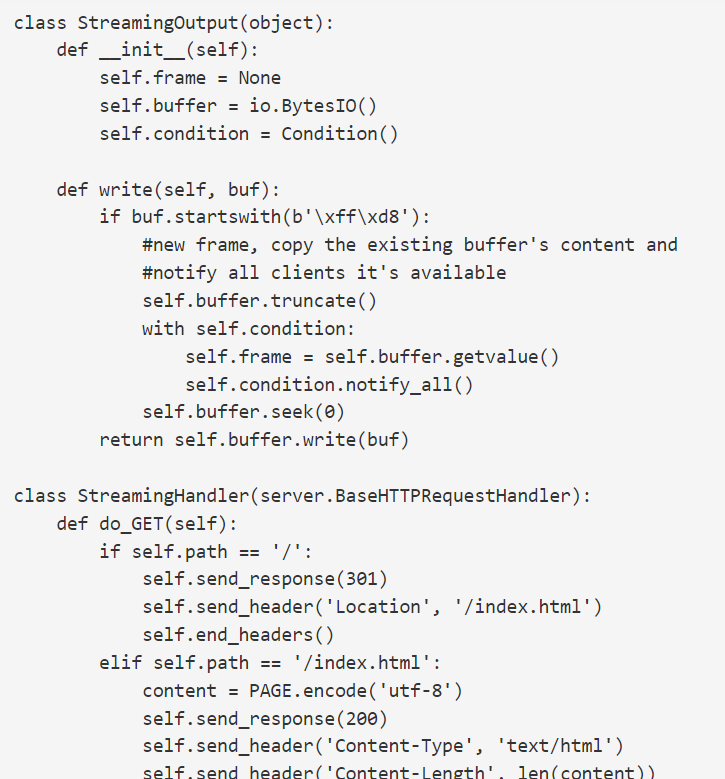 class StreamingOutput(object):
    def __init__(self):
        self.frame = None
        self.buffer = io.BytesIO()
        self.condition = Condition()

    def write(self, buf):
        if buf.startswith(b'\xff\xd8'):
            #new frame, copy the existing buffer's content and
            #notify all clients it's available
            self.buffer.truncate()
            with self.condition:
                self.frame = self.buffer.getvalue()
                self.condition.notify_all()
            self.buffer.seek(0)
        return self.buffer.write(buf)

class StreamingHandler(server.BaseHTTPRequestHandler):
    def do_GET(self):
        if self.path == '/':
            self.send_response(301)
            self.send_header('Location', '/index.html')
            self.end_headers()
        elif self.path == '/index.html':
            content = PAGE.encode('utf-8')
            self.send_response(200)
            self.send_header('Content-Type', 'text/html')
            self.send_header('Content-Length', len(content))